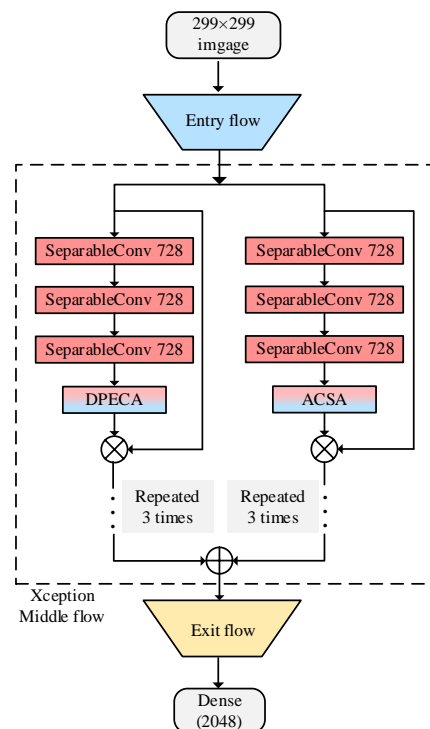 299×299
imgage
Entry flow
SeparableConv 728
SeparableConv 728
SeparableConv 728
SeparableConv 728
SeparableConv 728
SeparableConv 728
DPECA
ACSA
Repeated
3 times
Repeated
3 times
Xception
Middle flow
Exit flow
Dense
(2048)